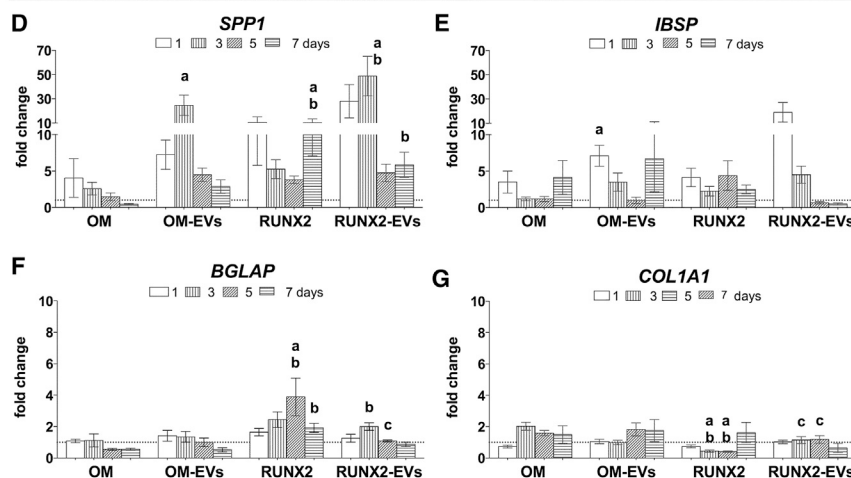 D
SPP1
1 3 5 7 days
fold change
70
50
30
10
10
5
0
a
a
b
a
b
b
OM OM-EVs RUNX2 RUNX2-EVs
E
IBSP
1 3 5 7 days
fold change
70
50
30
10
10
5
0
a
OM OM-EVs RUNX2 RUNX2-EVs
F
BGLAP
1 3 5 7 days
fold change
10
8
6
4
2
0
a
b
b
b
c
OM OM-EVs RUNX2 RUNX2-EVs
G
COL1A1
1 3 5 7 days
fold change
10
8
6
4
2
0
a a
b b
c c
OM OM-EVs RUNX2 RUNX2-EVs